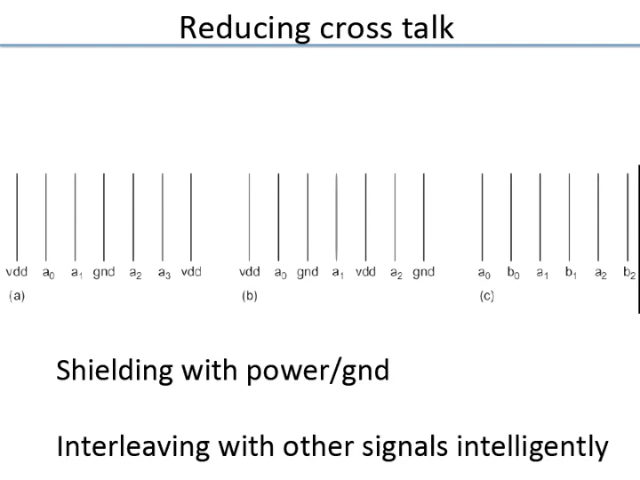 Reducing cross talk
vdd a₀ a₁ gnd a₂ a₃ vdd
(a)
vdd a₀ gnd a₁ vdd a₂ gnd
(b)
a₀ b₀ a₁ b₁ a₂ b₂
(c)
Shielding with power/gnd
Interleaving with other signals intelligently